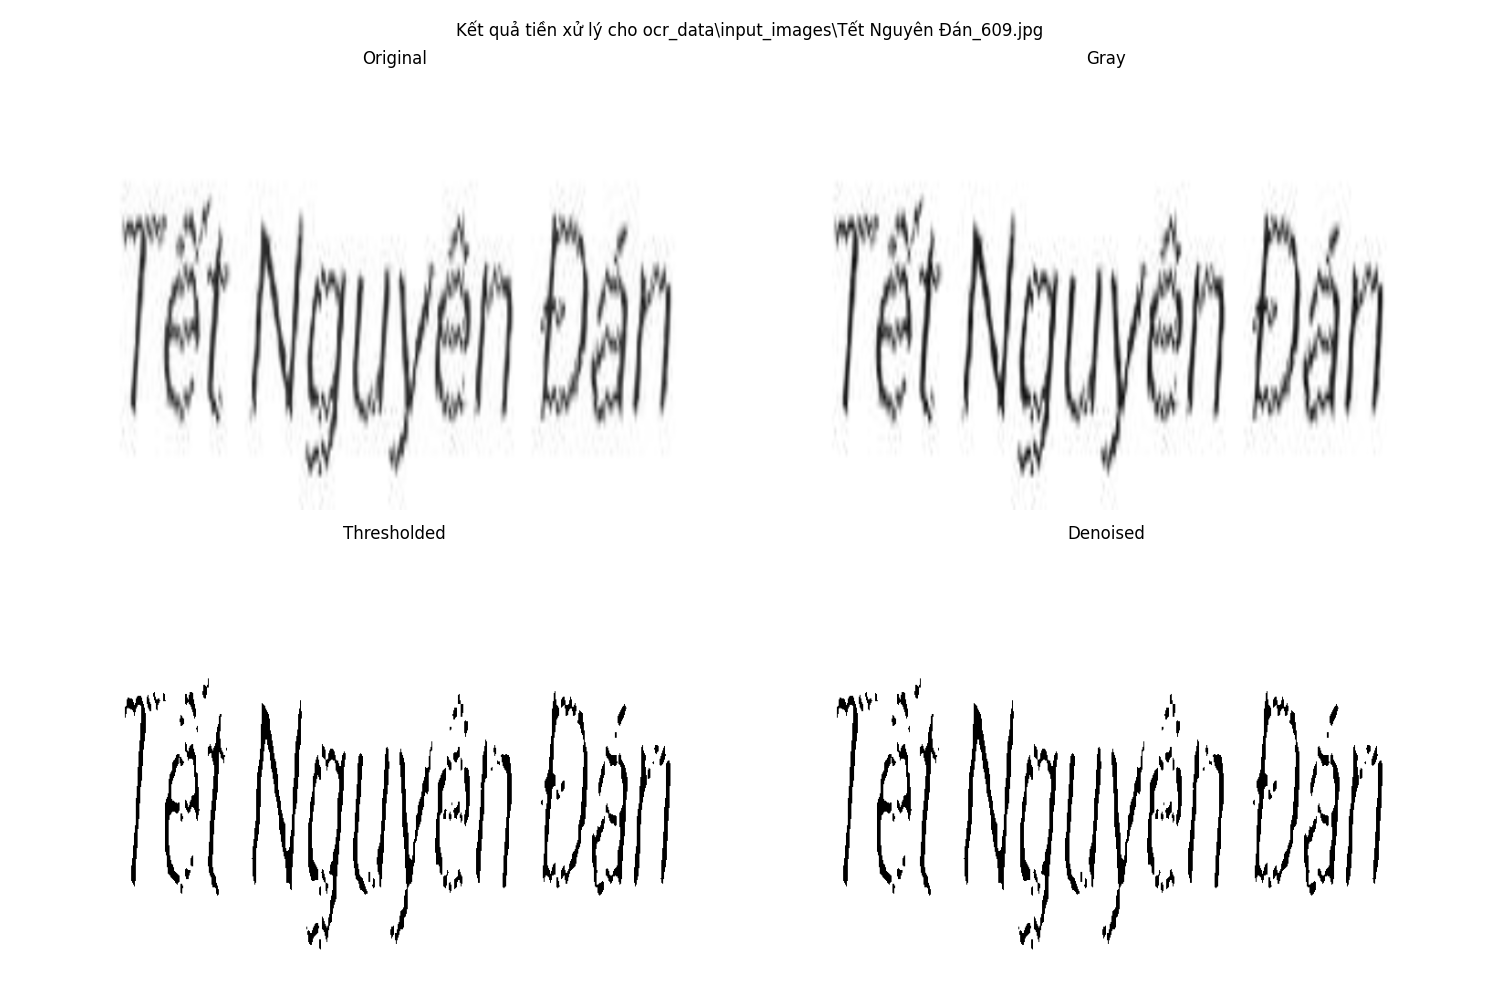 Kết quả tiền xử lý cho ocr_data\input_images\Tết Nguyên Đán_609.jpg
Original
Gray
Tết Nguyên Đán
Tết Nguyên Đán
Thresholded
Denoised
Tết Nguyên Đán
Tết Nguyên Đán